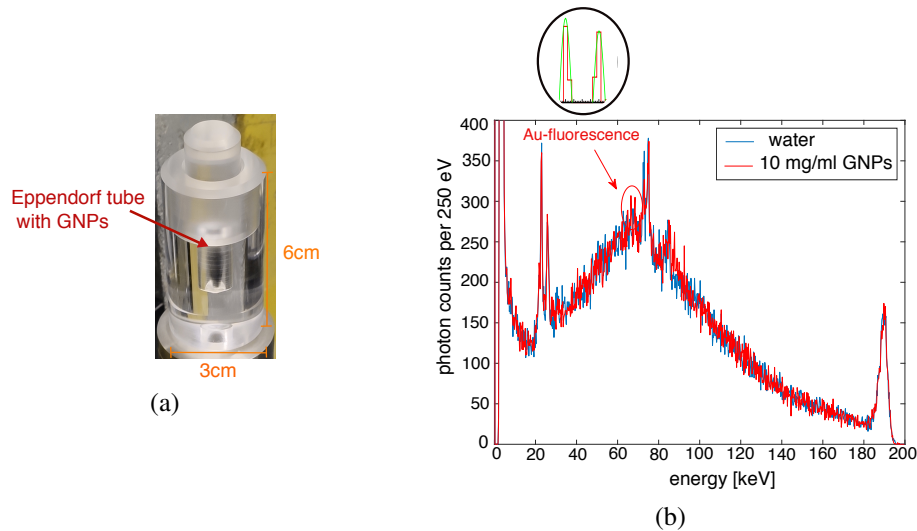 Eppendorf tube
with GNPs
6cm
3cm
(a)
Au-fluorescence
water
10 mg/ml GNPs
photon counts per 250 eV
400
350
300
250
200
150
100
50
0
0 20 40 60 80 100 120 140 160 180 200
energy [keV]
(b)